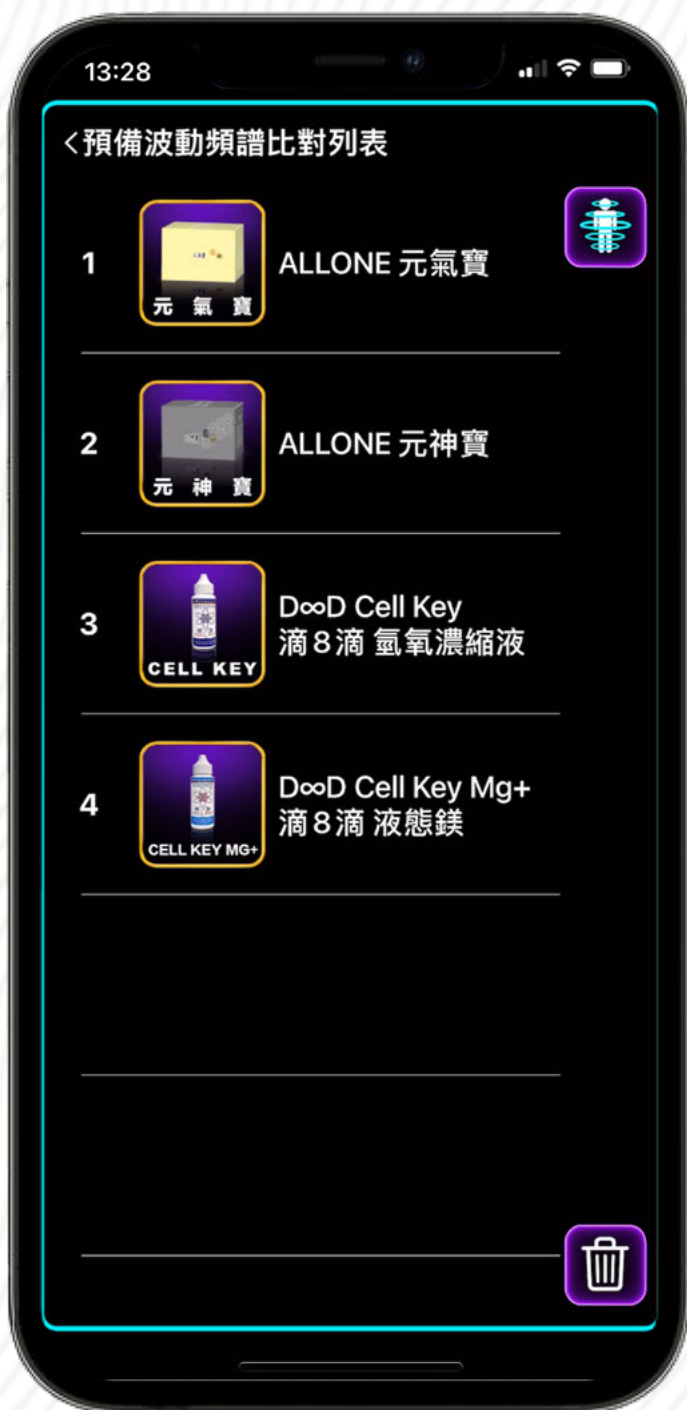 13:28
<預備波動頻譜比對列表
1
元氣寶
ALLONE 元氣寶
2
元神寶
ALLONE 元神寶
3
CELL KEY
D∞D Cell Key
滴8滴 氫氧濃縮液
4
CELL KEY MG+
D∞D Cell Key Mg+
滴8滴 液態鎂